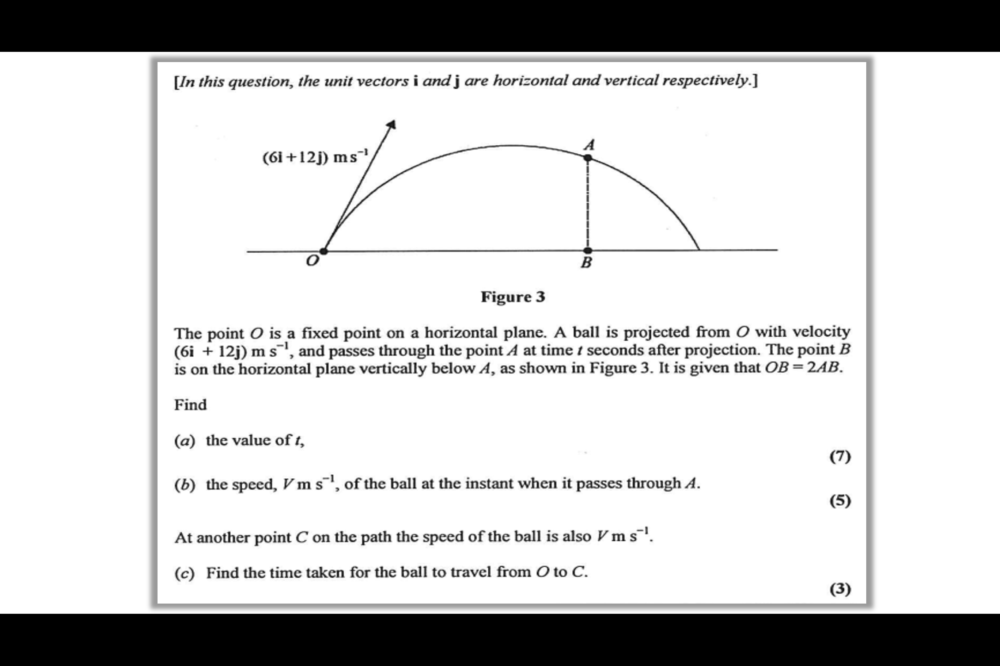 [In this question, the unit vectors i and j are horizontal and vertical respectively.]
A
(6i + 12j) m s⁻¹
O
B
Figure 3
The point O is a fixed point on a horizontal plane. A ball is projected from O with velocity
(6i + 12j) m s⁻¹, and passes through the point A at time t seconds after projection. The point B
is on the horizontal plane vertically below A, as shown in Figure 3. It is given that OB = 2AB.
Find
(a) the value of t,
(7)
(b) the speed, V m s⁻¹, of the ball at the instant when it passes through A.
(5)
At another point C on the path the speed of the ball is also V m s⁻¹.
(c) Find the time taken for the ball to travel from O to C.
(3)